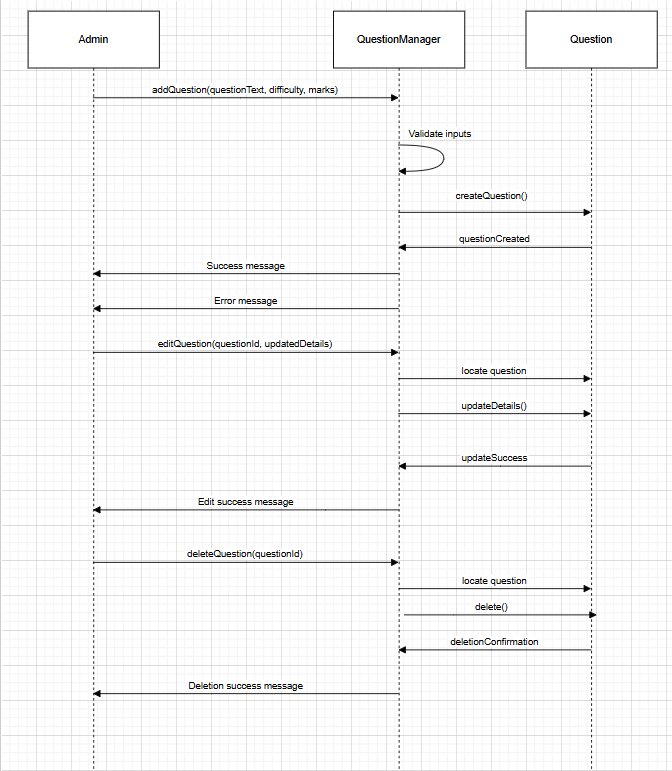 Admin
QuestionManager
Question
addQuestion(questionText, difficulty, marks)
Validate inputs
createQuestion()
questionCreated
Success message
Error message
editQuestion(questionId, updatedDetails)
locate question
updateDetails()
updateSuccess
Edit success message
deleteQuestion(questionId)
locate question
delete()
deletionConfirmation
Deletion success message